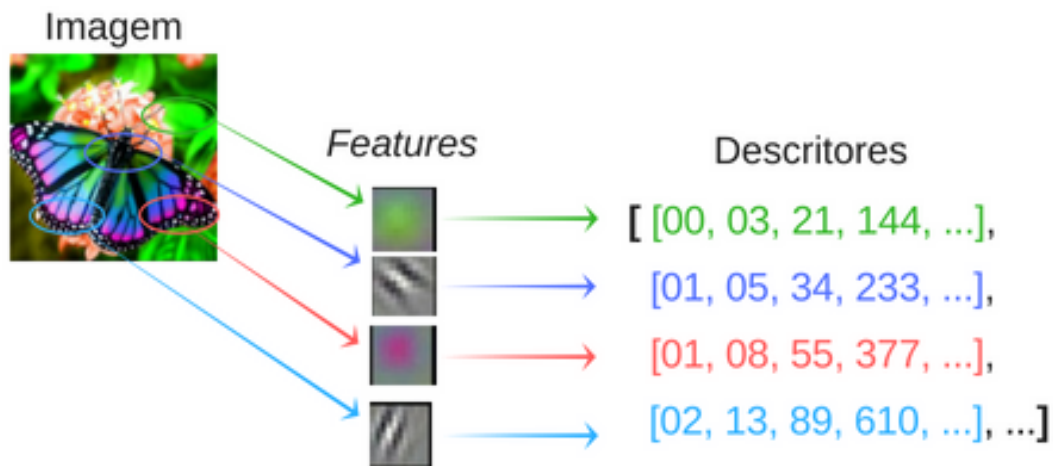 Imagem
Features
Descritores
[ [00, 03, 21, 144, ...],
[01, 05, 34, 233, ...],
[01, 08, 55, 377, ...],
[02, 13, 89, 610, ...], ...]